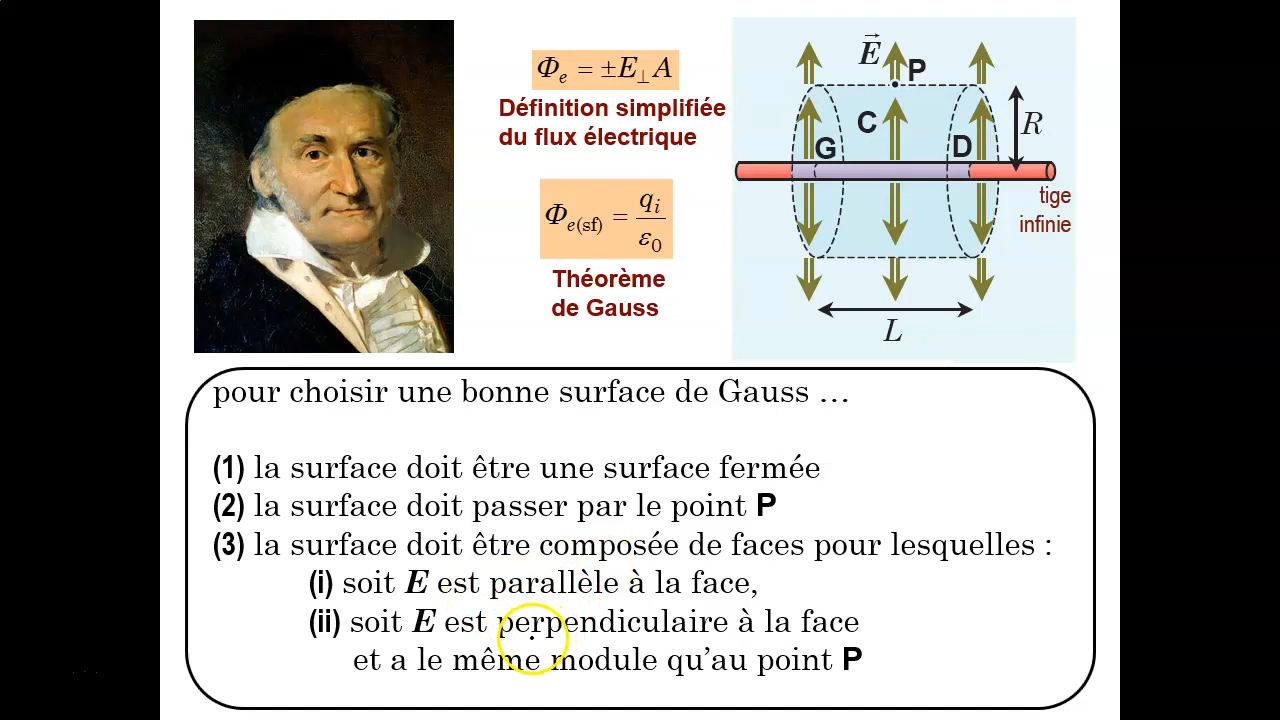 Φe = ±E⊥A
Définition simplifiée
du flux électrique
Φe(sf) = qi / ε0
Théorème
de Gauss
E⃗
P
C
R
G
D
tige
infinie
L
pour choisir une bonne surface de Gauss …
(1) la surface doit être une surface fermée
(2) la surface doit passer par le point P
(3) la surface doit être composée de faces pour lesquelles :
(i) soit E est parallèle à la face,
(ii) soit E est perpendiculaire à la face
et a le même module qu’au point P